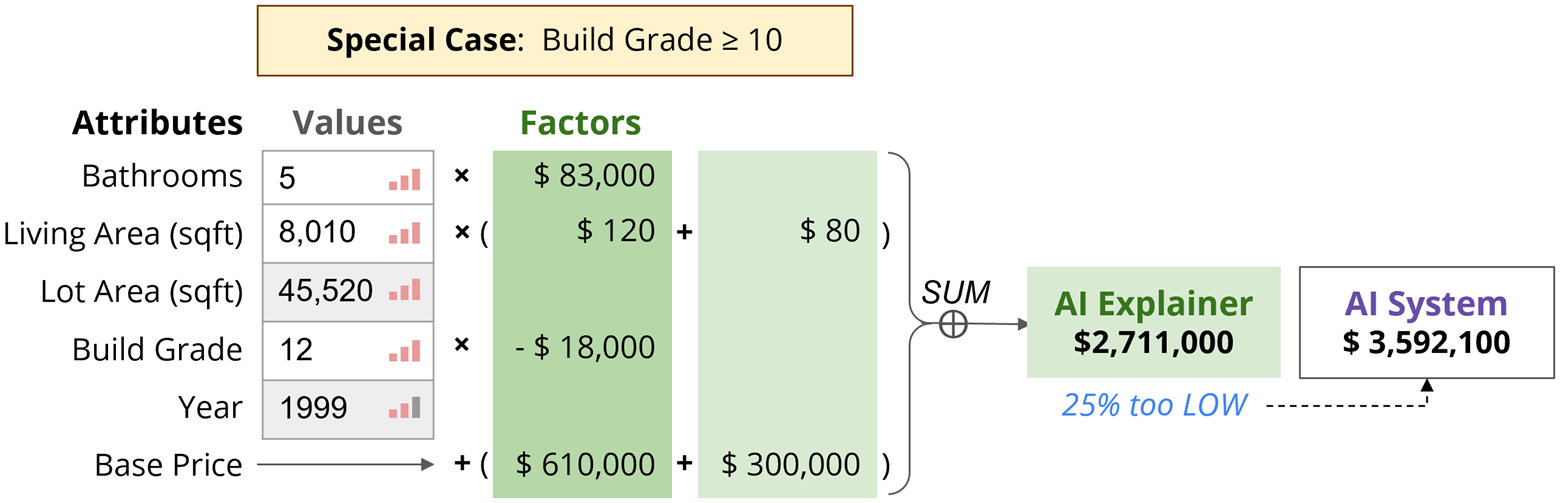 Special Case: Build Grade ≥ 10
Attributes Values Factors
Bathrooms 5 × $ 83,000
Living Area (sqft) 8,010 × ( $ 120 + $ 80 )
Lot Area (sqft) 45,520
Build Grade 12 × - $ 18,000
Year 1999
Base Price + ( $ 610,000 + $ 300,000 )
SUM
AI Explainer
$2,711,000
AI System
$ 3,592,100
25% too LOW